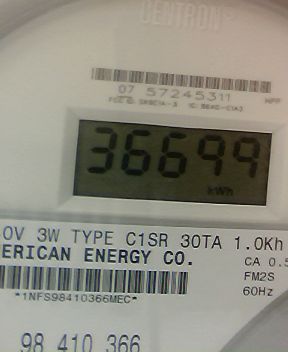 CENTRON®
07 57245311
36699
kWh
0V 3W TYPE C1SR 30TA 1.0Kh
ERICAN ENERGY CO.
CA 0.5
FM2S
*1NFS98410366MEC*
60Hz
98 410 366